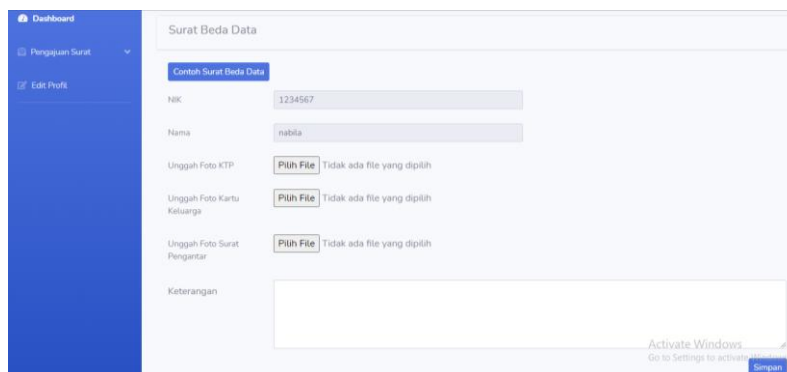 Dashboard
Pengajuan Surat
Edit Profil
Surat Beda Data
Contoh Surat Beda Data
NIK
1234567
Nama
nabila
Unggah Foto KTP
Pilih File Tidak ada file yang dipilih
Unggah Foto Kartu
Keluarga
Pilih File Tidak ada file yang dipilih
Unggah Foto Surat
Pengantar
Pilih File Tidak ada file yang dipilih
Keterangan
Activate Windows
Go to Settings to activate Windows
Simpan